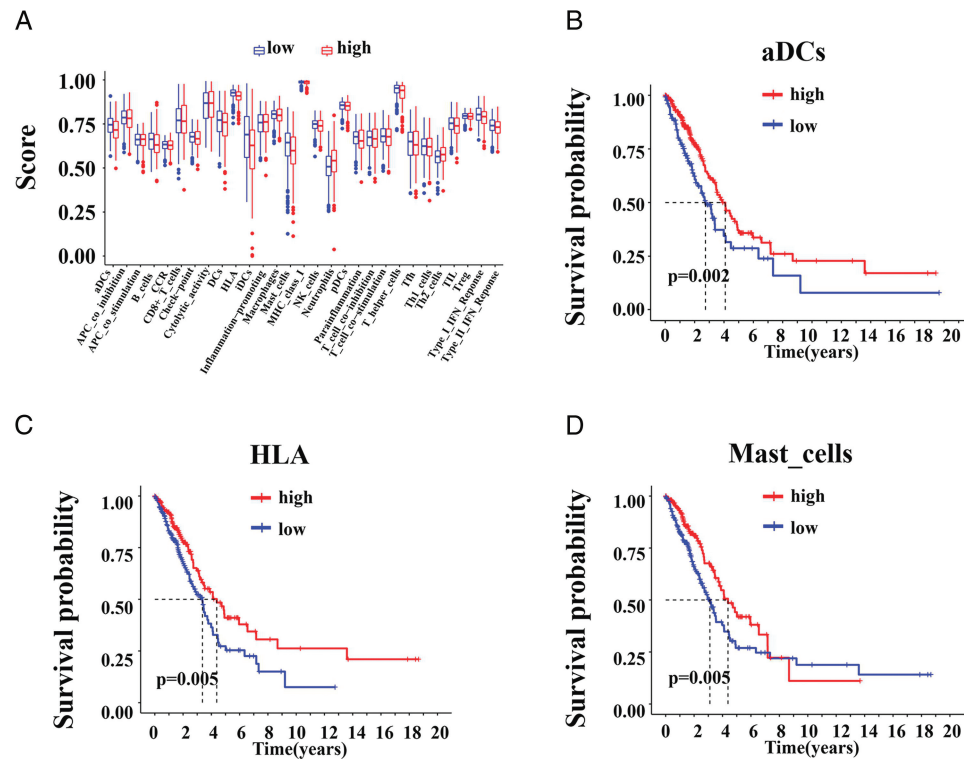 A
low high
Score
1.00
0.75
0.50
0.25
0.00
aDCs
APC_co_inhibition
APC_co_stimulation
B_cells
CCR
CD8+_T_cells
Check-point
Cytolytic_activity
DCs
HLA
iDCs
Inflammation-promoting
Macrophages
Mast_cells
MHC_class_I
NK_cells
Neutrophils
pDCs
Parainflammation
T_cell_co-inhibition
T_cell_co-stimulation
T_heper_cells
Tfh
Th1_cells
Th2_cells
TIL
Treg
Type_I_IFN_Reponse
Type_II_IFN_Reponse
B
aDCs
high
low
Survival probability
1.00
0.75
0.50
0.25
0.00
p=0.002
0 2 4 6 8 10 12 14 16 18 20
Time(years)
C
HLA
high
low
Survival probability
1.00
0.75
0.50
0.25
0.00
p=0.005
0 2 4 6 8 10 12 14 16 18 20
Time(years)
D
Mast_cells
high
low
Survival probability
1.00
0.75
0.50
0.25
0.00
p=0.005
0 2 4 6 8 10 12 14 16 18 20
Time(years)